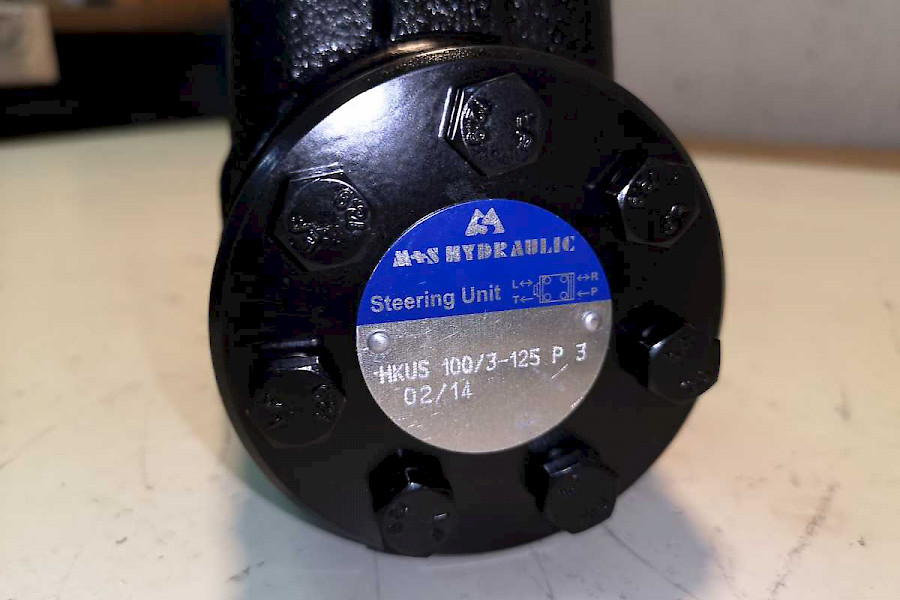 M+S HYDRAULIC
Steering Unit
L↔ ↔R
T← ←P
HKUS 100/3-125 P 3
02/14